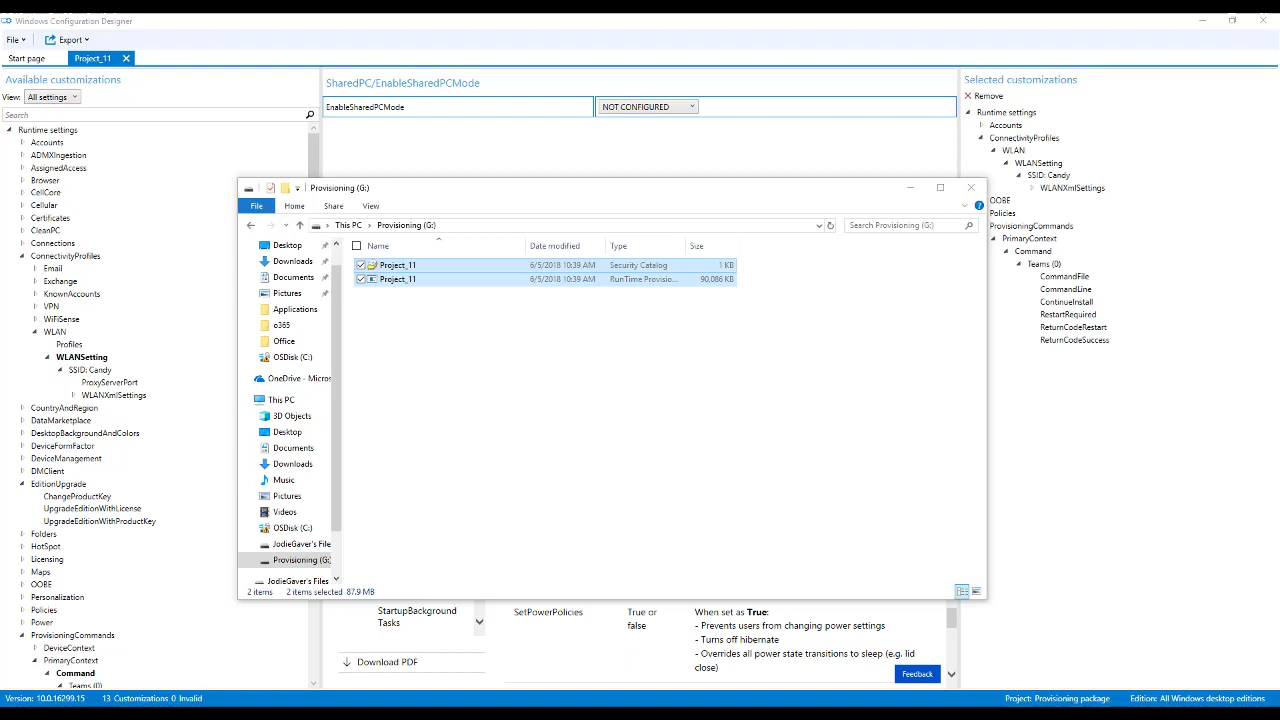 Windows Configuration Designer
File
Export
Start page
Project_11
Available customizations
View: All settings
Search
Runtime settings
Accounts
ADMXIngestion
AssignedAccess
Browser
CellCore
Cellular
Certificates
CleanPC
Connections
ConnectivityProfiles
Email
Exchange
KnownAccounts
VPN
WiFiSense
WLAN
Profiles
WLANSetting
SSID: Candy
ProxyServerPort
WLANXmlSettings
CountryAndRegion
DataMarketplace
DesktopBackgroundAndColors
DeviceFormFactor
DeviceManagement
DMClient
EditionUpgrade
ChangeProductKey
UpgradeEditionWithLicense
UpgradeEditionWithProductKey
Folders
HotSpot
Licensing
Maps
OOBE
Personalization
Policies
Power
ProvisioningCommands
DeviceContext
PrimaryContext
Command
Teams (0)
SharedPC/EnableSharedPCMode
EnableSharedPCMode
NOT CONFIGURED
Provisioning (G:)
File Home Share View
This PC Provisioning (G:)
Search Provisioning (G:)
Desktop
Downloads
Documents
Pictures
Applications
o365
Office
OSDisk (C:)
OneDrive - Micros
This PC
3D Objects
Desktop
Documents
Downloads
Music
Pictures
Videos
OSDisk (C:)
JodieGaver's File
Provisioning (G:
JodieGaver's Files
Name Date modified Type Size
Project_11 6/5/2018 10:39 AM Security Catalog 1 KB
Project_11 6/5/2018 10:39 AM RunTime Provisio... 90,086 KB
2 items 2 items selected 87.9 MB
StartupBackground
Tasks
Download PDF
SetPowerPolicies
True or
false
When set as True:
- Prevents users from changing power settings
- Turns off hibernate
- Overrides all power state transitions to sleep (e.g. lid
close)
Feedback
Selected customizations
Remove
Runtime settings
Accounts
ConnectivityProfiles
WLAN
WLANSetting
SSID: Candy
WLANXmlSettings
OOBE
Policies
ProvisioningCommands
PrimaryContext
Command
Teams (0)
CommandFile
CommandLine
ContinueInstall
RestartRequired
ReturnCodeRestart
ReturnCodeSuccess
Version: 10.0.16299.15 13 Customizations 0 Invalid
Project: Provisioning package Edition: All Windows desktop editions